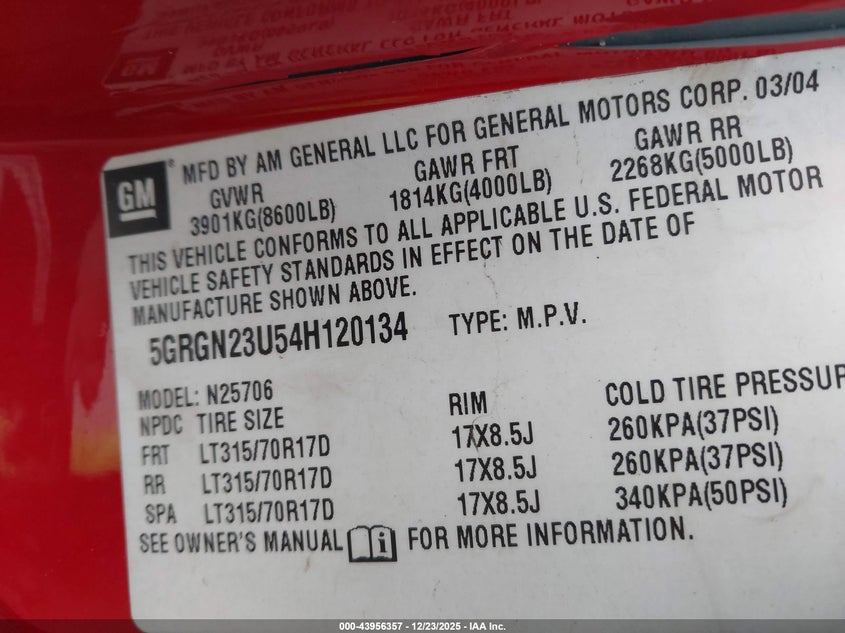 GM ® MFD BY AM GENERAL LLC FOR GENERAL MOTORS CORP. 03/04
GVWR GAWR FRT GAWR RR
3901KG(8600LB) 1814KG(4000LB) 2268KG(5000LB)
THIS VEHICLE CONFORMS TO ALL APPLICABLE U.S. FEDERAL MOTOR
VEHICLE SAFETY STANDARDS IN EFFECT ON THE DATE OF
MANUFACTURE SHOWN ABOVE.
5GRGN23U54H120134 TYPE: M.P.V.
MODEL: N25706
NPDC TIRE SIZE RIM COLD TIRE PRESSUR
FRT LT315/70R17D 17X8.5J 260KPA(37PSI)
RR LT315/70R17D 17X8.5J 260KPA(37PSI)
SPA LT315/70R17D 17X8.5J 340KPA(50PSI)
SEE OWNER'S MANUAL i FOR MORE INFORMATION.
000-43956357 - 12/23/2025 - IAA Inc.